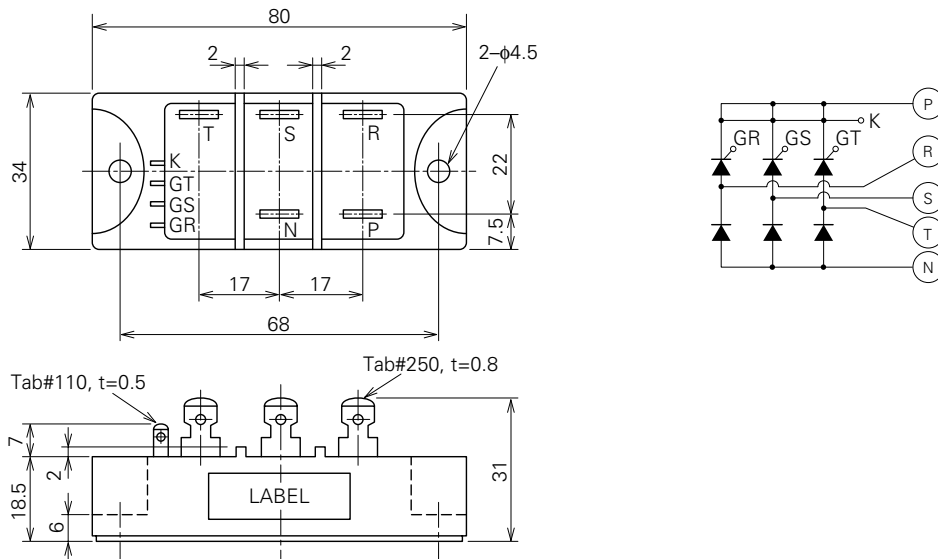 80
2
2
2–ϕ4.5
T
S
R
K
GT
GS
GR
N
P
34
22
7.5
17
17
68
P
K
GR
GS
GT
R
S
T
N
Tab#110, t=0.5
Tab#250, t=0.8
7
2
18.5
6
31
LABEL